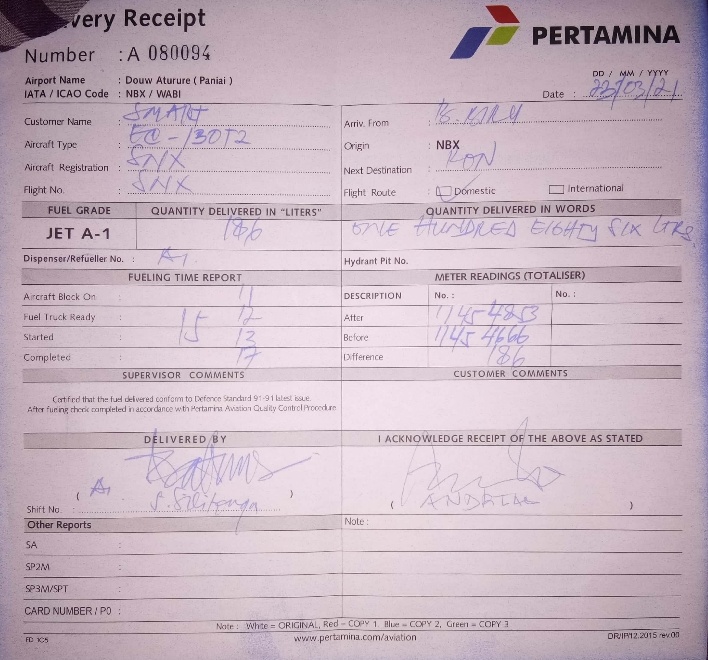 very Receipt
PERTAMINA
Number : A 080094
Airport Name : Douw Aturure (Paniai)
IATA / ICAO Code : NBX / WABI
DD / MM / YYYY
Date : 22/03/21
Customer Name : SMART
Arriv. From :
Aircraft Type : EC-130T2
Origin : NBX
Aircraft Registration : SNX
Next Destination : RON
Flight No. : SNX
Flight Route : Domestic International
FUEL GRADE QUANTITY DELIVERED IN "LITERS" QUANTITY DELIVERED IN WORDS
JET A-1 186 ONE HUNDRED EIGHTY SIX LTRS.
Dispenser/Refueller No. : A1
Hydrant Pit No.
FUELING TIME REPORT METER READINGS (TOTALISER)
Aircraft Block On : 11
DESCRIPTION No. : No. :
Fuel Truck Ready : 12
After 1145 4853
Started : 15 13
Before 1145 4666
Completed : 17
Difference 186
SUPERVISOR COMMENTS CUSTOMER COMMENTS
Certified that the fuel delivered conform to Defence Standard 91-91 latest issue.
After fueling check completed in accordance with Pertamina Aviation Quality Control Procedure
DELIVERED BY I ACKNOWLEDGE RECEIPT OF THE ABOVE AS STATED
( A1 )
Shift No.
( )
Other Reports
Note :
SA :
SP2M :
SP3M/SPT :
CARD NUMBER / PO :
Note : White = ORIGINAL, Red = COPY 1 Blue = COPY 2, Green = COPY 3
www.pertamina.com/aviation
DR/IP/12.2015 rev.00